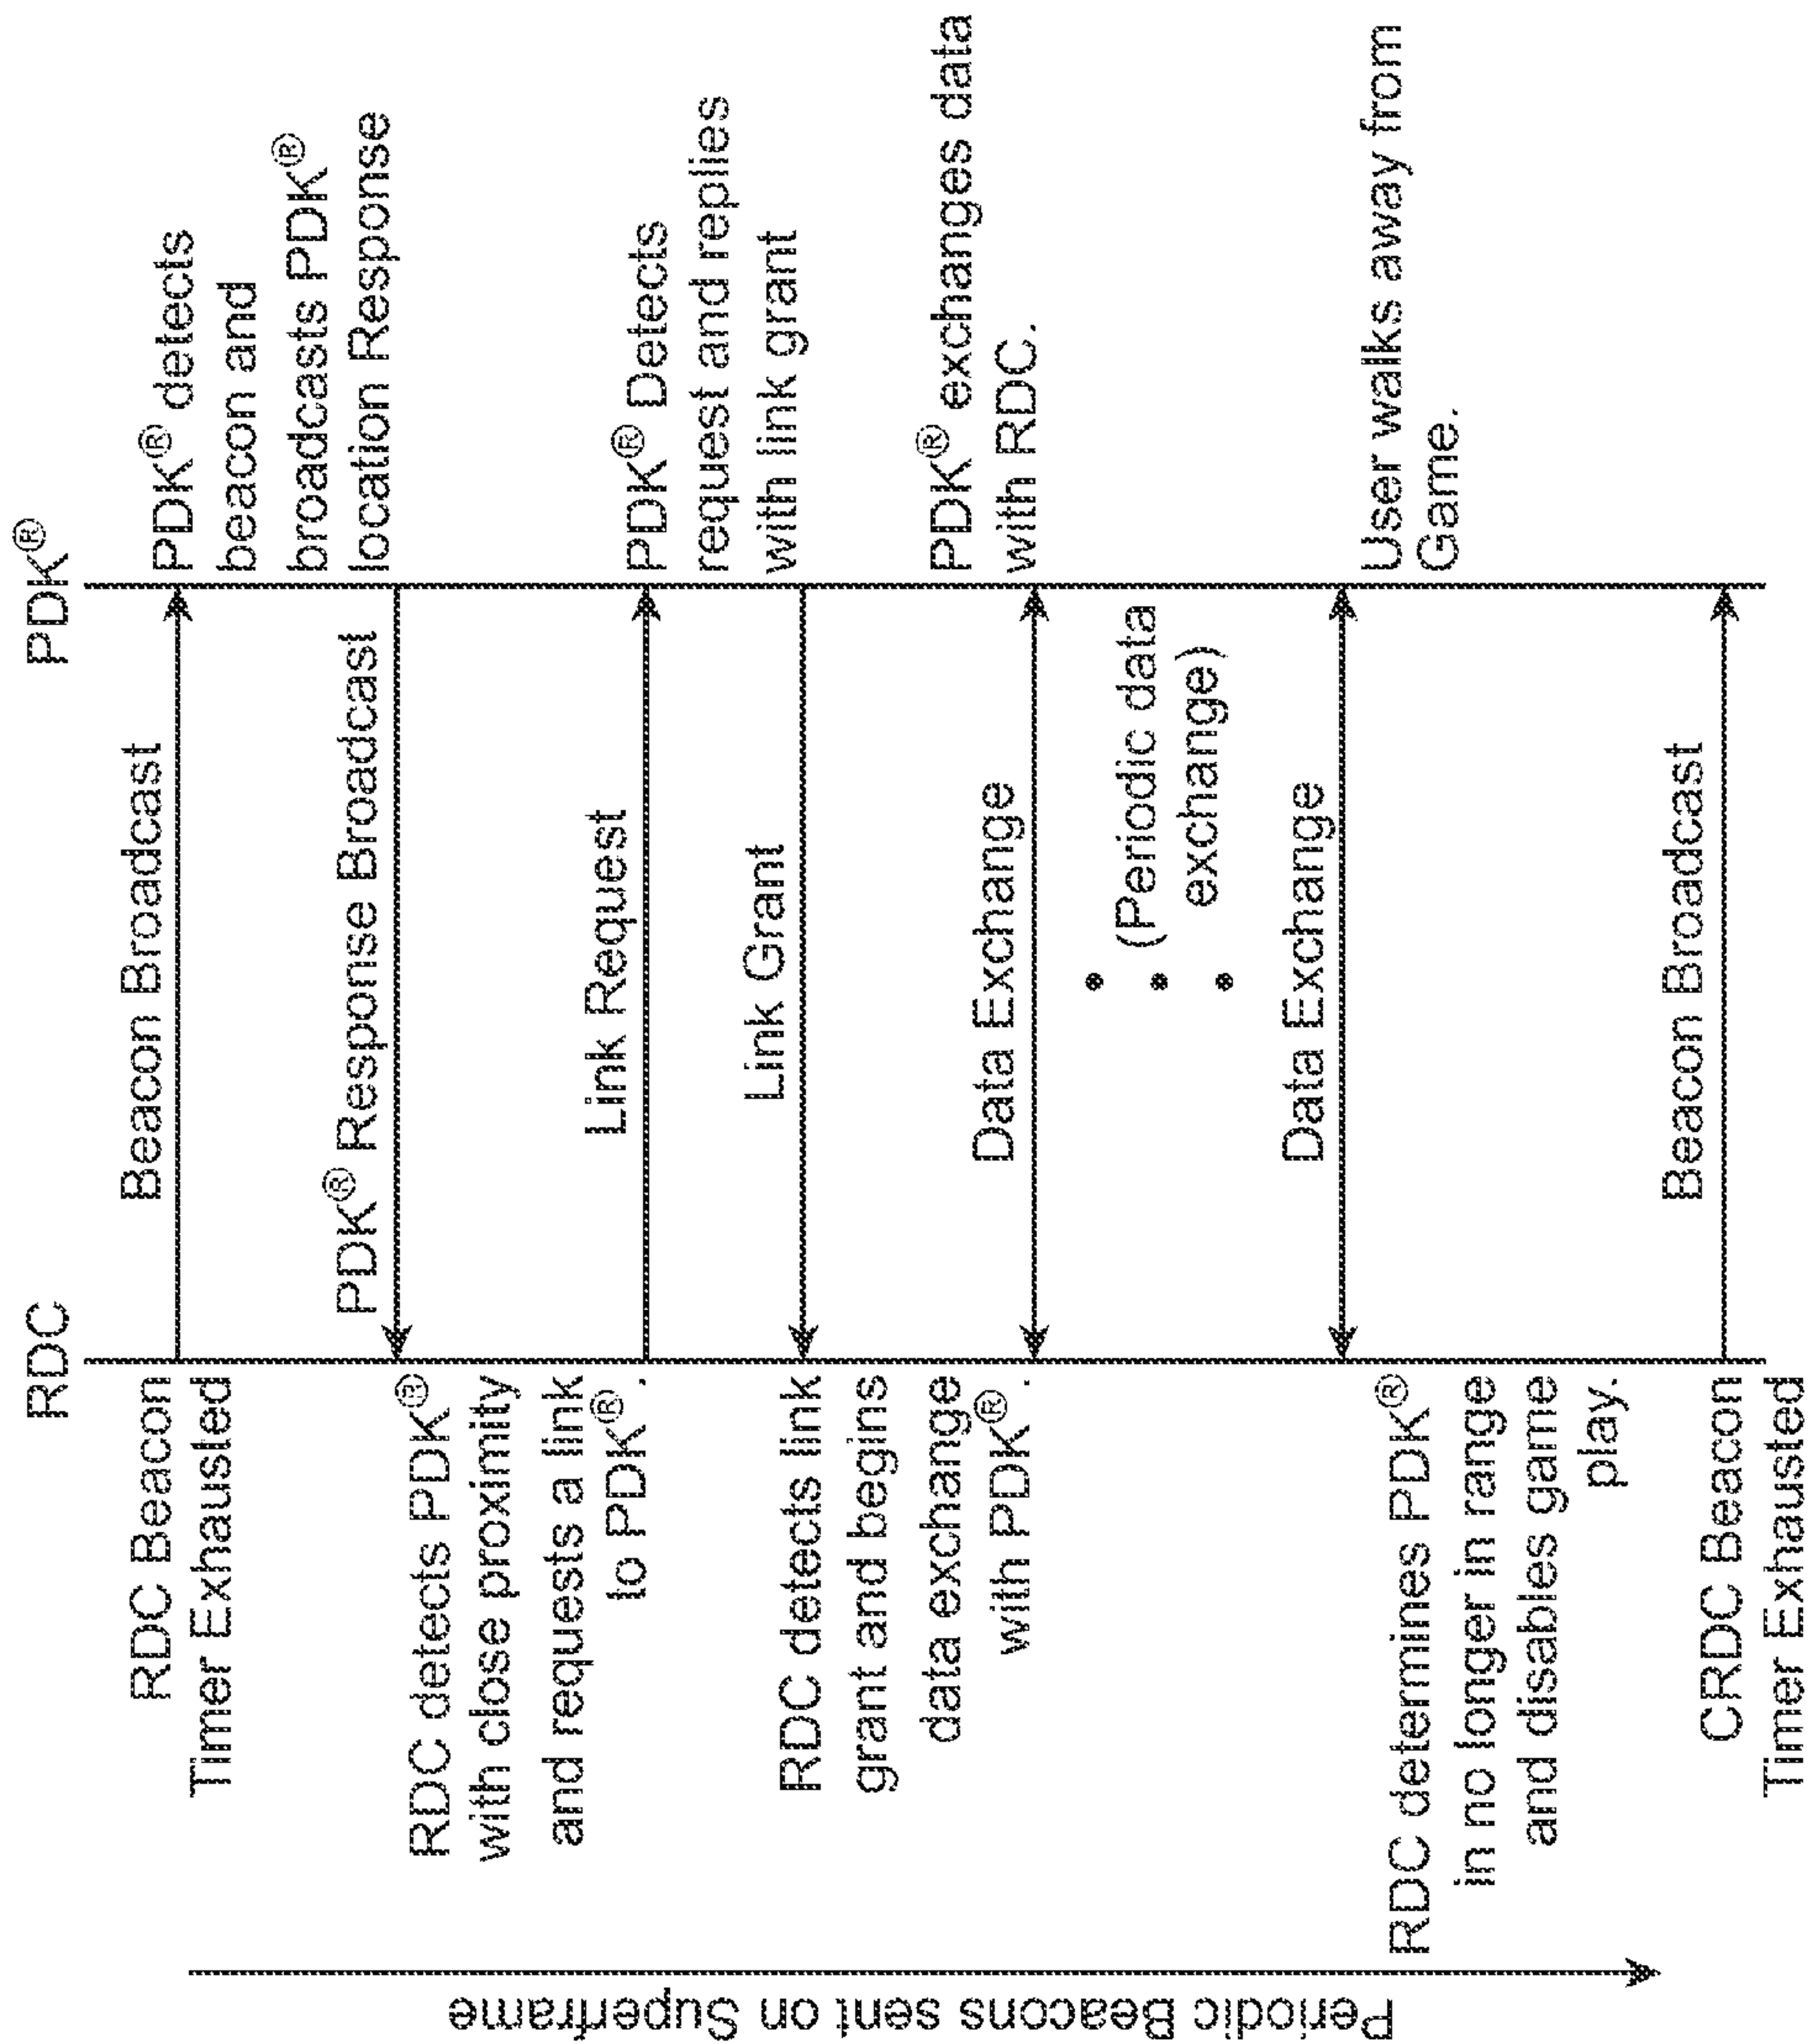 RDC
PDK®
RDC Beacon
Timer Exhausted
Beacon Broadcast
PDK® detects
beacon and
broadcasts PDK®
location Response
PDK® Response Broadcast
RDC detects PDK®
with close proximity
and requests a link
to PDK®.
Link Request
PDK® Detects
request and replies
with link grant
Link Grant
RDC detects link
grant and begins
data exchange
with PDK®.
Data Exchange
PDK® exchanges data
with RDC.
(Periodic data
exchange)
Data Exchange
User walks away from
Game.
RDC determines PDK®
in no longer in range
and disables game
play.
CRDC Beacon
Timer Exhausted
Beacon Broadcast
Periodic Beacons sent on Superframe